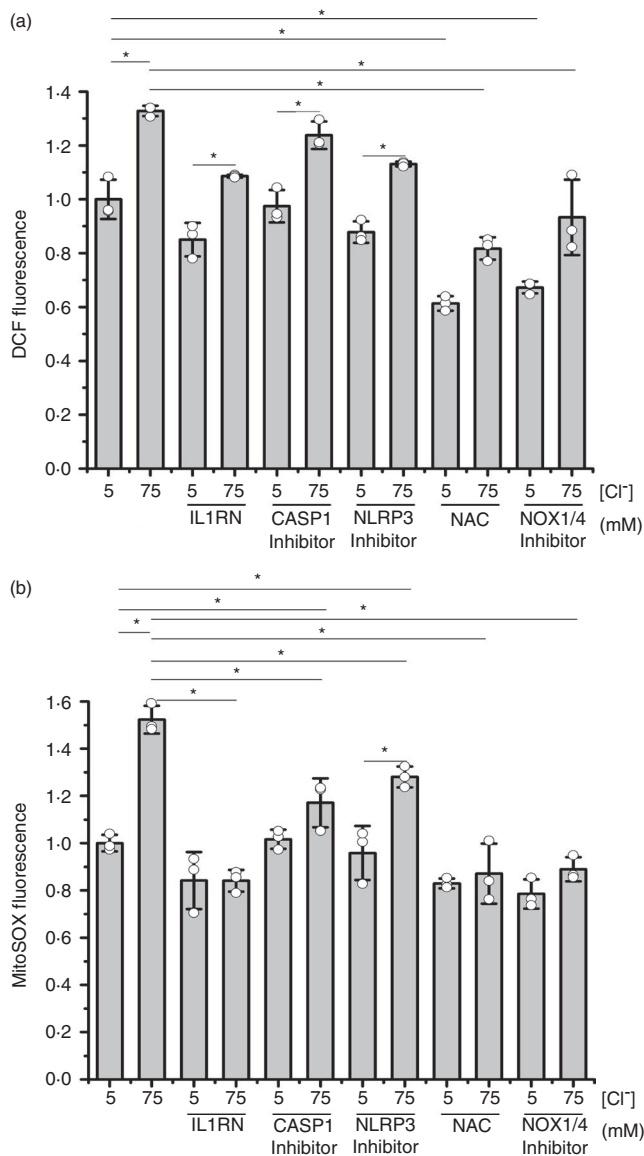 (a)
* * * * * * * *
DCF fluorescence
1·4
1·2
1·0
0·8
0·6
0·4
0·2
0·0
5 75 5 75 5 75 5 75 5 75 5 75 [Cl⁻]
IL1RN CASP1 NLRP3 NAC NOX1/4 (mM)
Inhibitor Inhibitor Inhibitor
(b)
* * * * * * * * *
MitoSOX fluorescence
1·6
1·4
1·2
1·0
0·8
0·6
0·4
0·2
0·0
5 75 5 75 5 75 5 75 5 75 5 75 [Cl⁻]
IL1RN CASP1 NLRP3 NAC NOX1/4 (mM)
Inhibitor Inhibitor Inhibitor